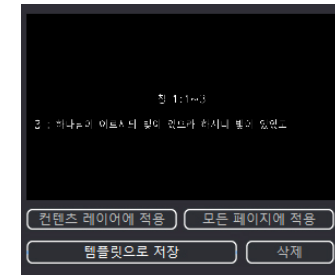 창 1:1~3
3 : 하나님이 이르시되 빛이 있으라 하시니 빛이 있었고
컨텐츠 레이어에 적용 모든 페이지에 적용
템플릿으로 저장 삭제